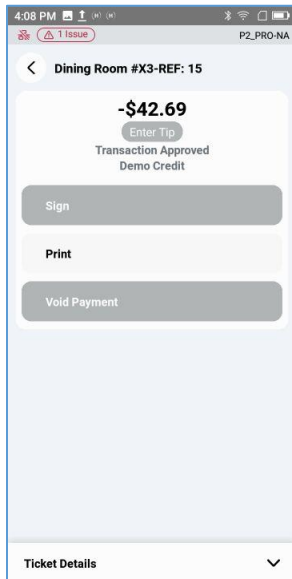 4:08 PM
1 Issue
P2_PRO-NA
Dining Room #X3-REF: 15
-$42.69
Enter Tip
Transaction Approved
Demo Credit
Sign
Print
Void Payment
Ticket Details